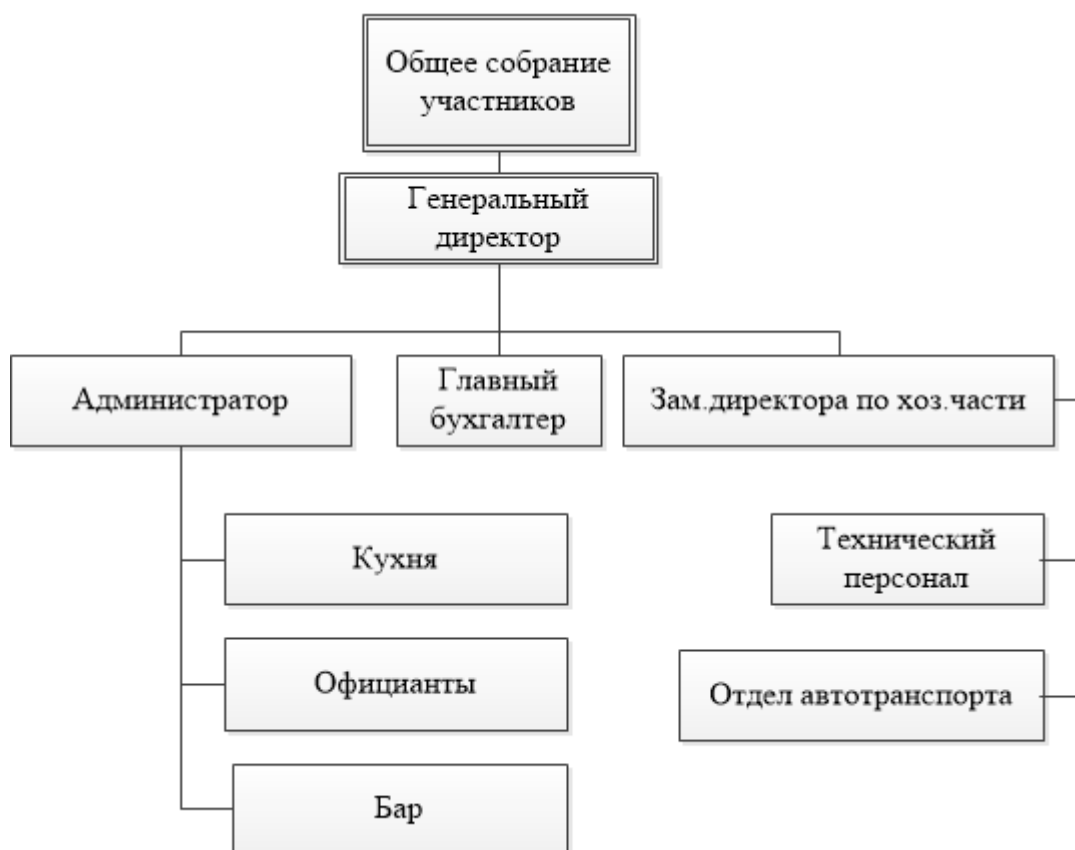 Общее собрание
участников
Генеральный
директор
Администратор
Главный
бухгалтер
Зам.директора по хоз.части
Кухня
Технический
персонал
Официанты
Отдел автотранспорта
Бар